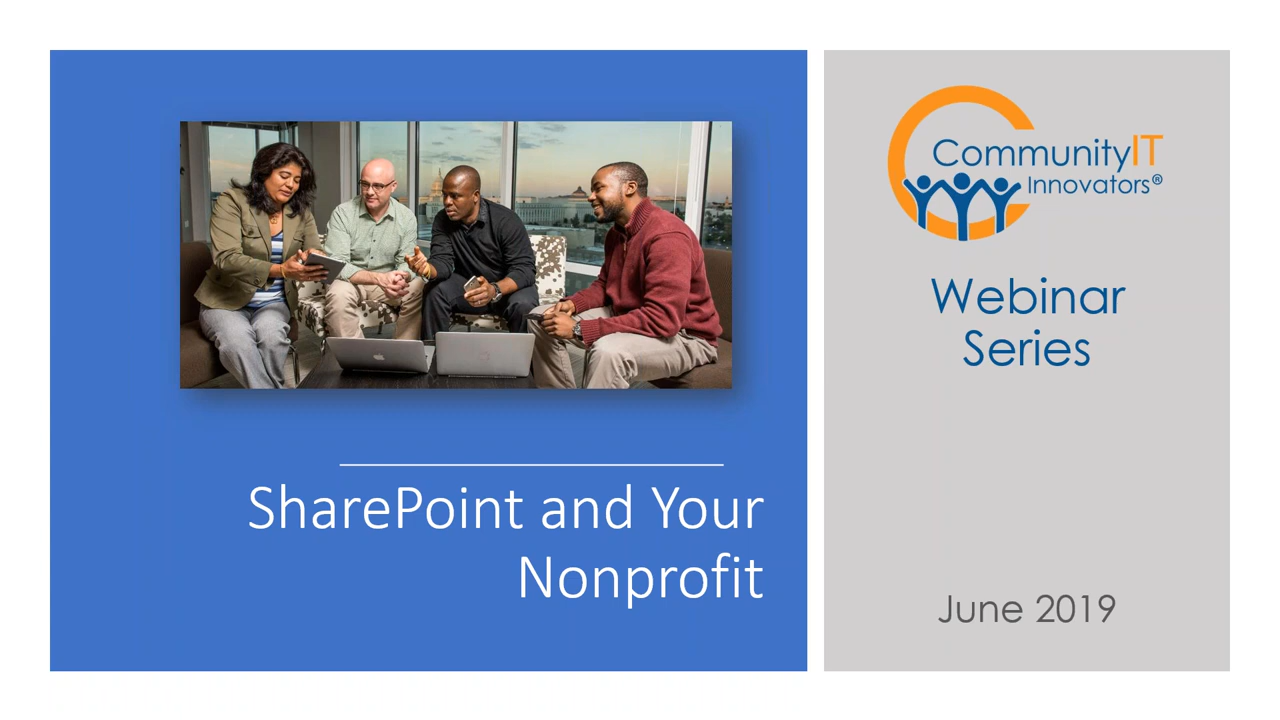 SharePoint and Your
Nonprofit
CommunityIT
Innovators®
Webinar
Series
June 2019